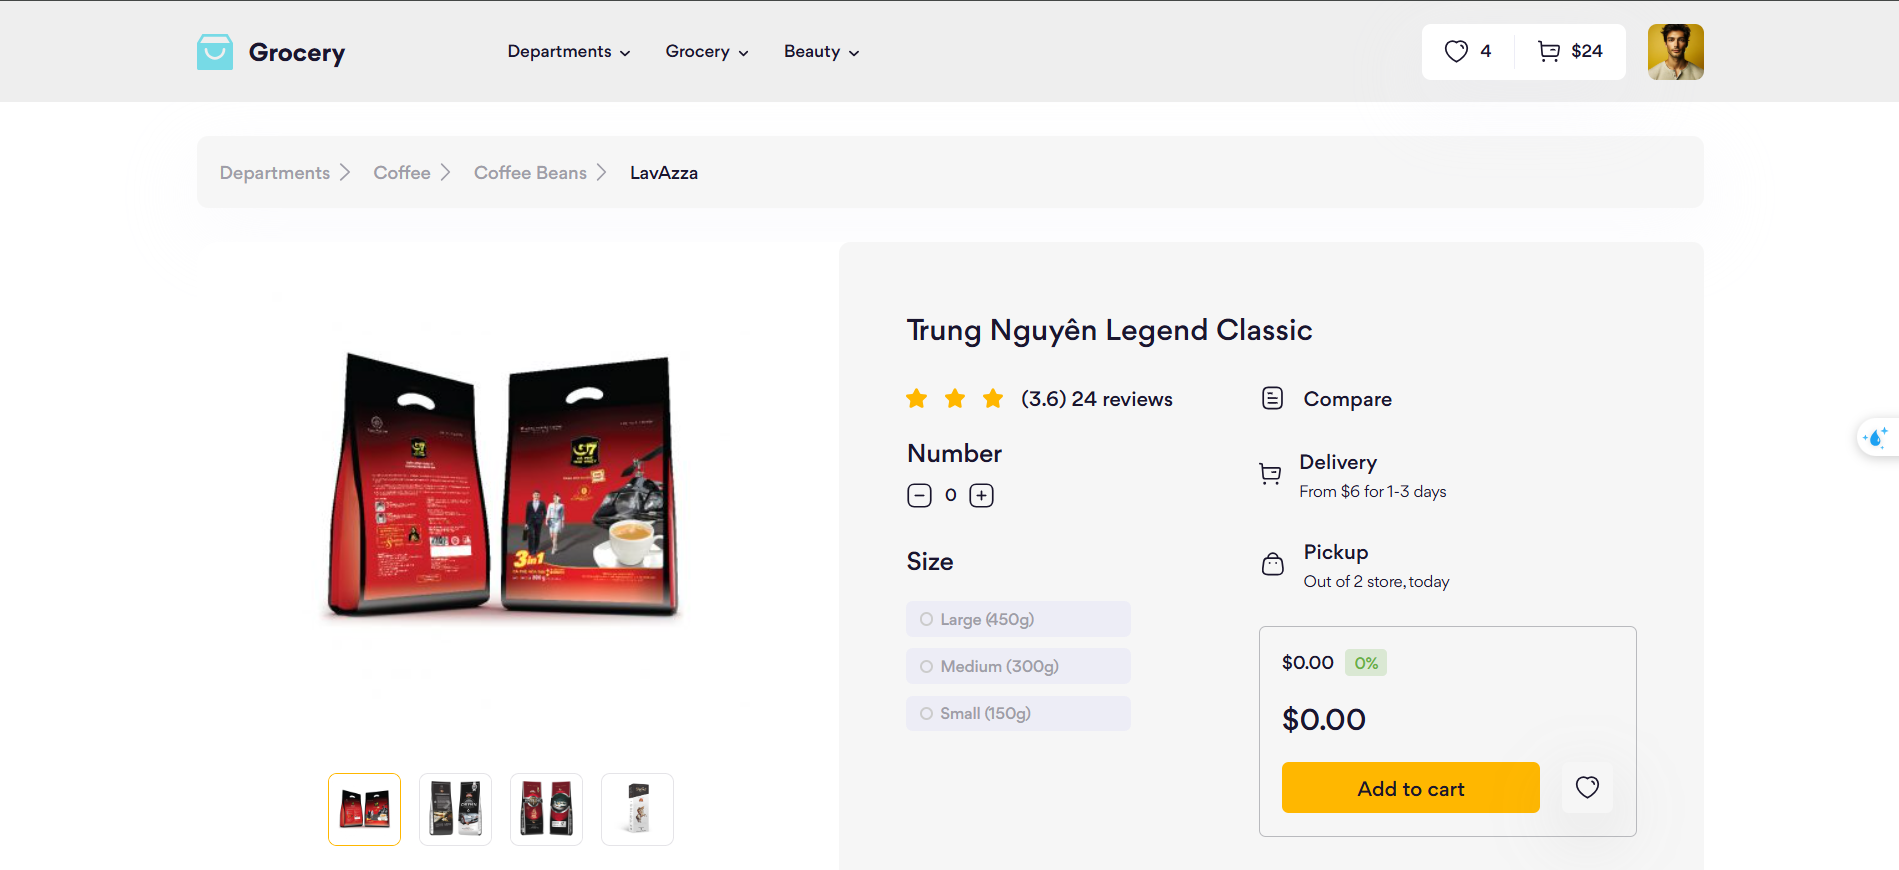 Grocery
Departments
Grocery
Beauty
4
$24
Departments
Coffee
Coffee Beans
LavAzza
Trung Nguyên Legend Classic
(3.6) 24 reviews
Compare
Number
0
Delivery
From $6 for 1-3 days
Size
Pickup
Out of 2 store, today
Large (450g)
Medium (300g)
Small (150g)
$0.00 0%
$0.00
Add to cart
G7
3in1